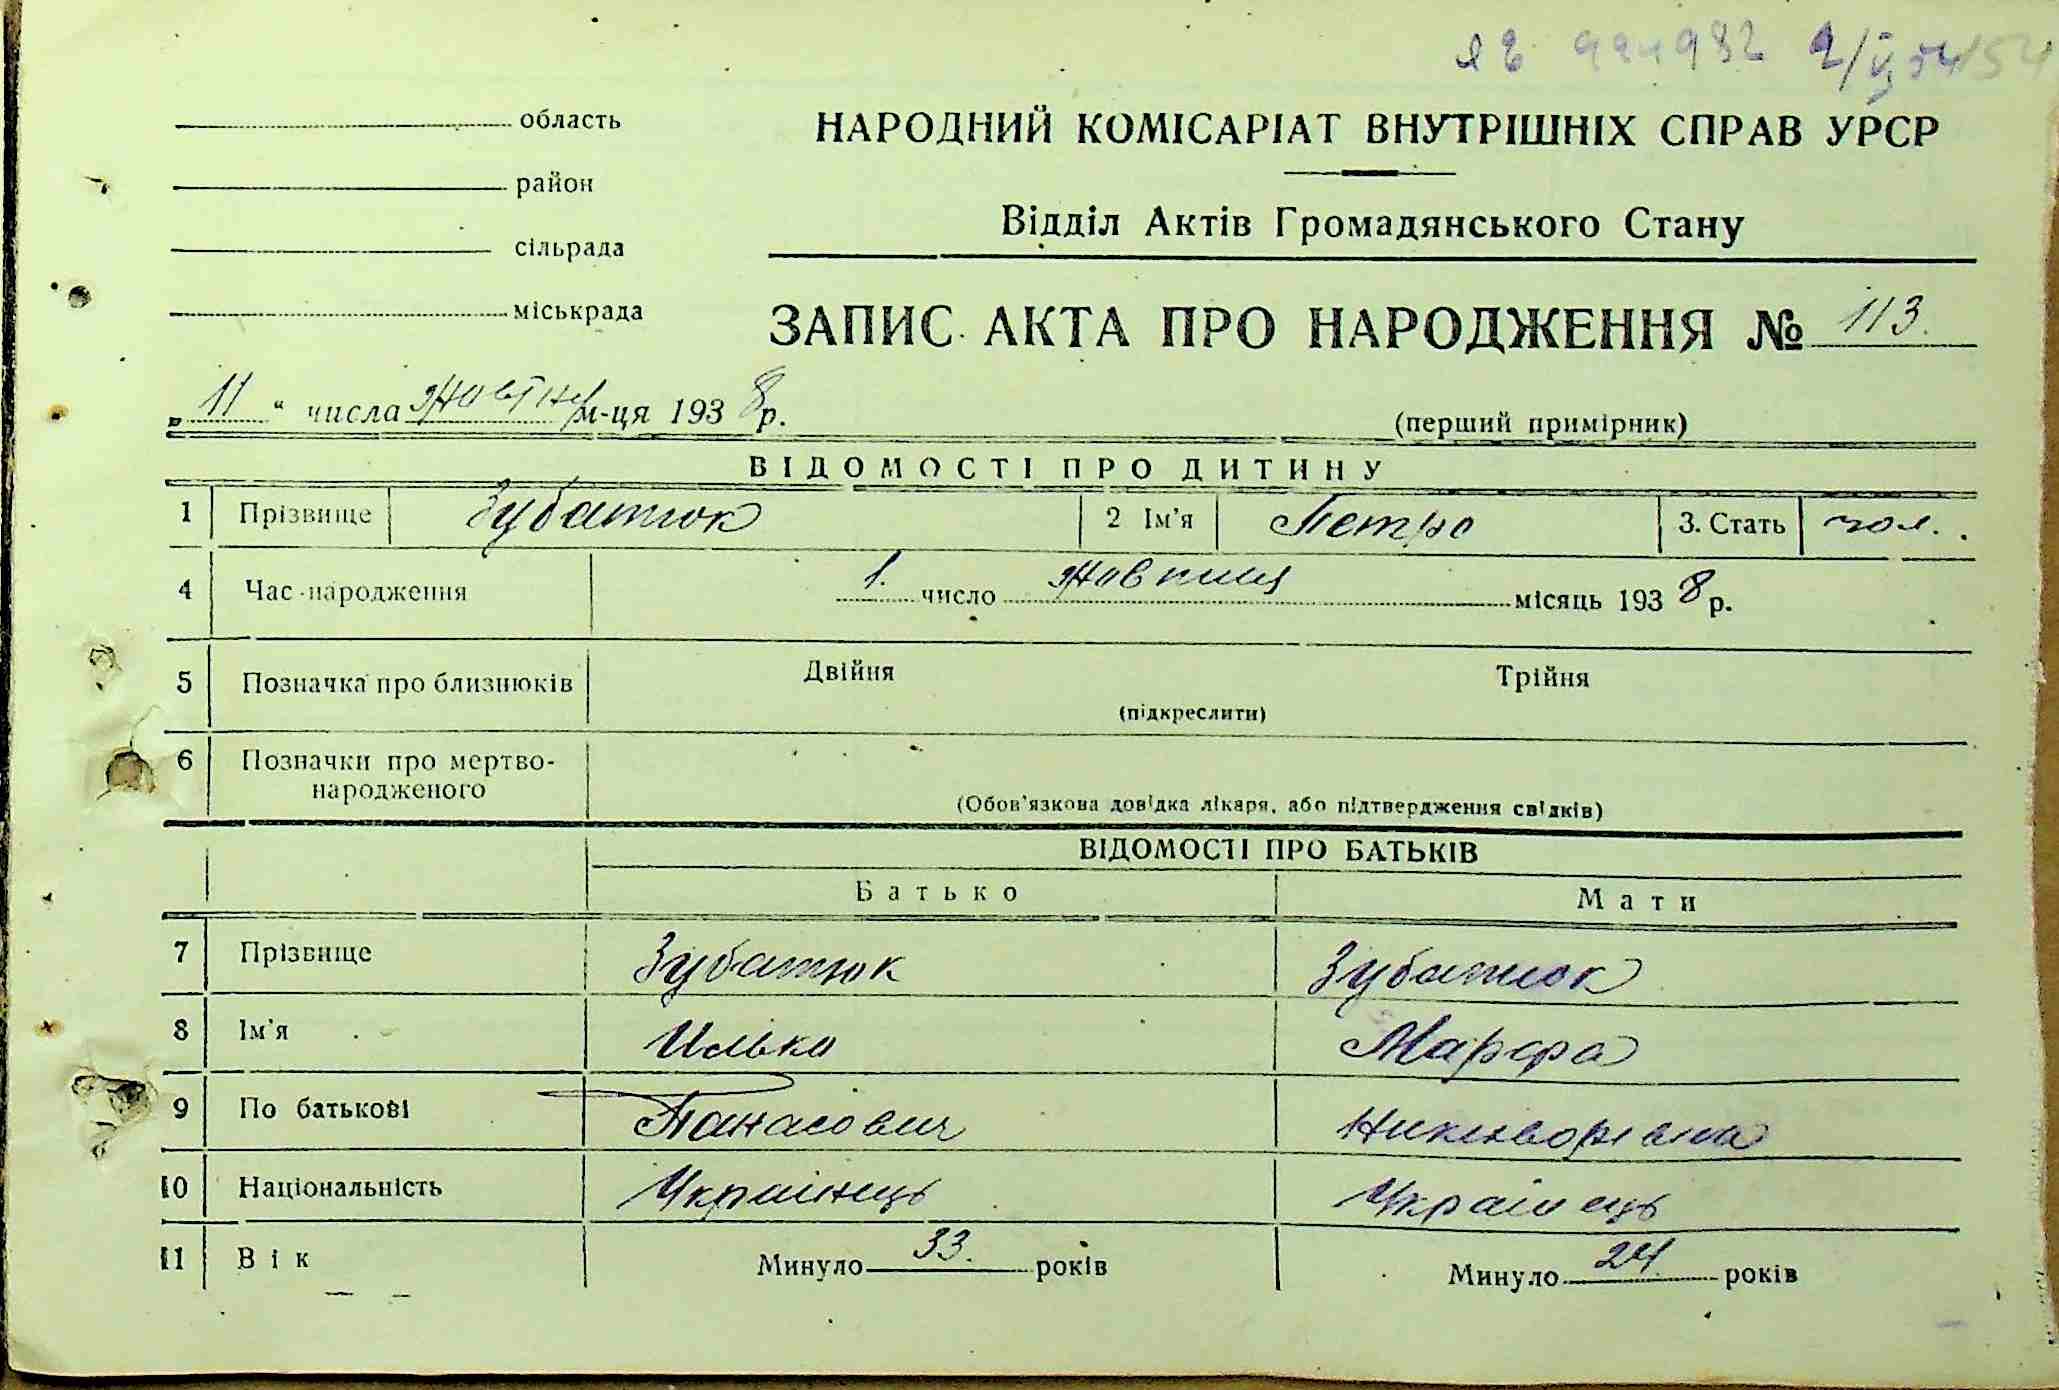 область
НАРОДНИЙ КОМІСАРІАТ ВНУТРІШНІХ СПРАВ УРСР
район
Відділ Актів Громадянського Стану
сільрада
міськрада
ЗАПИС АКТА ПРО НАРОДЖЕННЯ № 113.
„11“ числа жовтня м-ця 1938 р.
(перший примірник)
ВІДОМОСТІ ПРО ДИТИНУ
1 Прізвище Зубатюк 2 Ім'я Петро 3. Стать чол.
4 Час народження 1. число жовтня місяць 1938 р.
5 Позначка про близнюків Двійня Трійня
(підкреслити)
6 Позначки про мертво-
народженого
(Обов'язкова довідка лікаря, або підтвердження свідків)
ВІДОМОСТІ ПРО БАТЬКІВ
Батько Мати
7 Прізвище Зубатюк Зубатюк
8 Ім'я Илько Марфа
9 По батькові Панасович
10 Національність Українець Українець
11 Вік Минуло 33. років Минуло 24 років